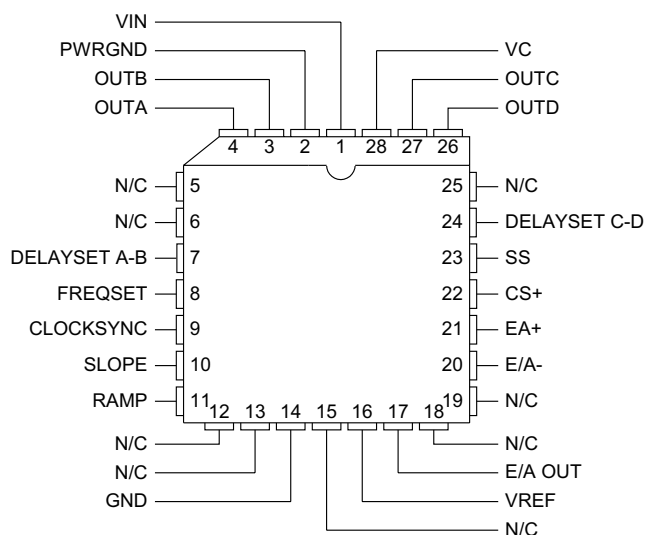 VIN
PWRGND VC
OUTB OUTC
OUTA OUTD
4 3 2 1 28 27 26
N/C 5 25 N/C
N/C 6 24 DELAYSET C-D
DELAYSET A-B 7 23 SS
FREQSET 8 22 CS+
CLOCKSYNC 9 21 EA+
SLOPE 10 20 E/A-
RAMP 11 19 N/C
12 13 14 15 16 17 18
N/C N/C
N/C E/A OUT
GND VREF
N/C